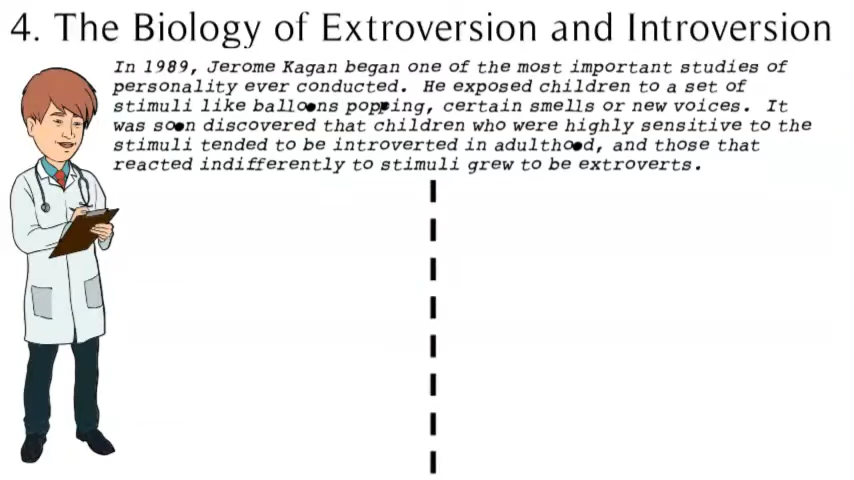 4. The Biology of Extroversion and Introversion
In 1989, Jerome Kagan began one of the most important studies of
personality ever conducted. He exposed children to a set of
stimuli like balloons popping, certain smells or new voices. It
was soon discovered that children who were highly sensitive to the
stimuli tended to be introverted in adulthood, and those that
reacted indifferently to stimuli grew to be extroverts.